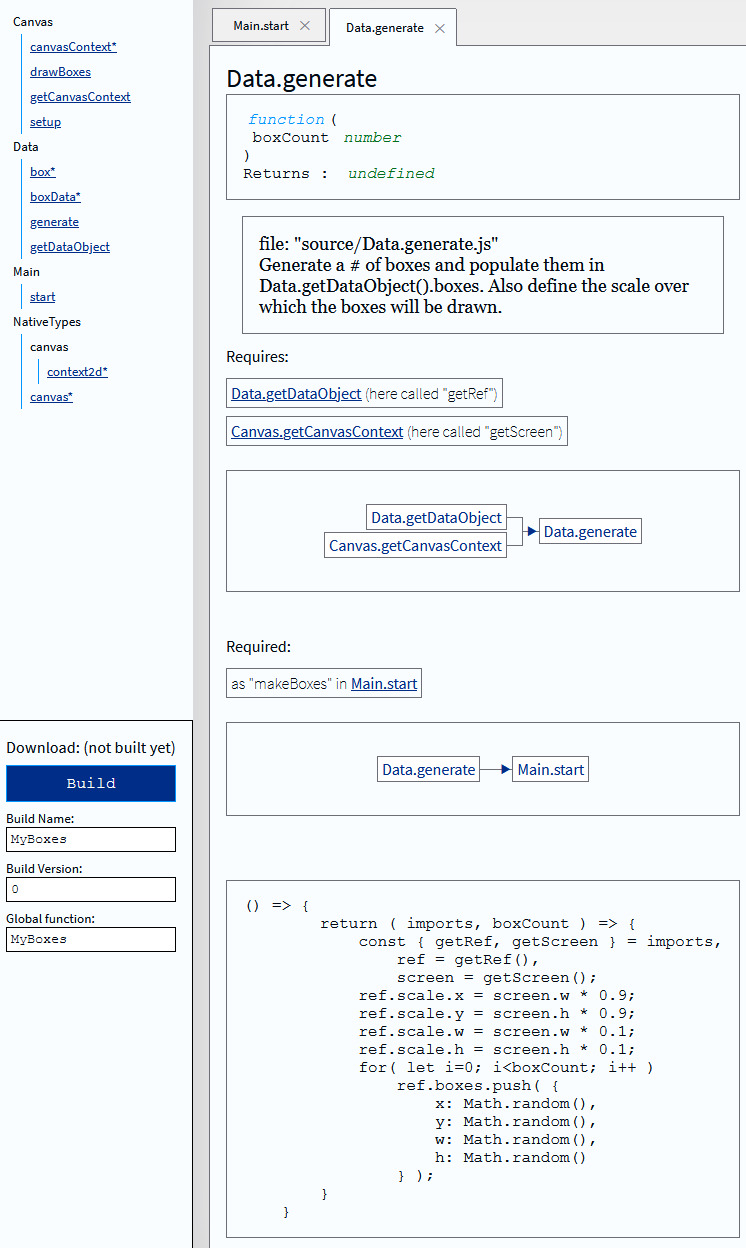 Canvas
canvasContext*
drawBoxes
getCanvasContext
setup
Data
box*
boxData*
generate
getDataObject
Main
start
NativeTypes
canvas
context2d*
canvas*
Download: (not built yet)
Build
Build Name:
MyBoxes
Build Version:
0
Global function:
MyBoxes
Main.start ×
Data.generate ×
Data.generate
function (
boxCount number
)
Returns : undefined
file: "source/Data.generate.js"
Generate a # of boxes and populate them in
Data.getDataObject().boxes. Also define the scale over
which the boxes will be drawn.
Requires:
Data.getDataObject (here called "getRef")
Canvas.getCanvasContext (here called "getScreen")
Data.getDataObject
Canvas.getCanvasContext
Data.generate
Required:
as "makeBoxes" in Main.start
Data.generate
Main.start
() => {
return ( imports, boxCount ) => {
const { getRef, getScreen } = imports,
ref = getRef(),
screen = getScreen();
ref.scale.x = screen.w * 0.9;
ref.scale.y = screen.h * 0.9;
ref.scale.w = screen.w * 0.1;
ref.scale.h = screen.h * 0.1;
for( let i=0; i<boxCount; i++ )
ref.boxes.push( {
x: Math.random(),
y: Math.random(),
w: Math.random(),
h: Math.random()
} );
}
}